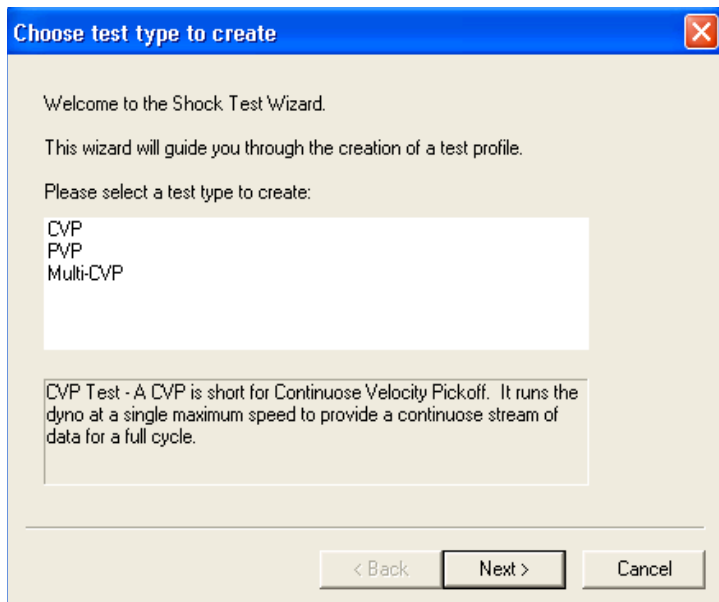 Choose test type to create
Welcome to the Shock Test Wizard.
This wizard will guide you through the creation of a test profile.
Please select a test type to create:
CVP
PVP
Multi-CVP
CVP Test - A CVP is short for Continuose Velocity Pickoff. It runs the
dyno at a single maximum speed to provide a continuose stream of
data for a full cycle.
< Back
Next >
Cancel